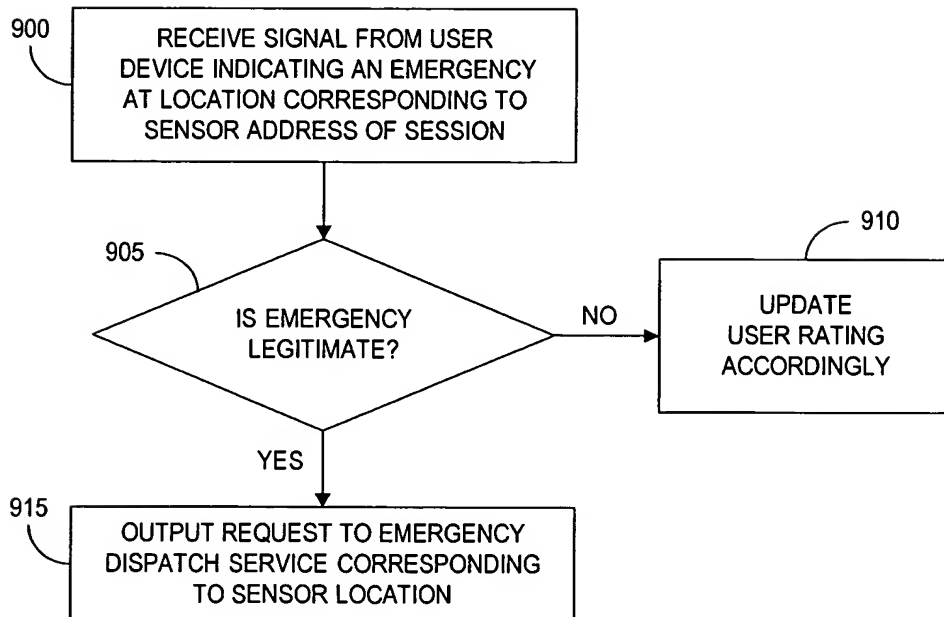 900
RECEIVE SIGNAL FROM USER
DEVICE INDICATING AN EMERGENCY
AT LOCATION CORRESPONDING TO
SENSOR ADDRESS OF SESSION
905
IS EMERGENCY
LEGITIMATE?
NO
910
UPDATE
USER RATING
ACCORDINGLY
YES
915
OUTPUT REQUEST TO EMERGENCY
DISPATCH SERVICE CORRESPONDING
TO SENSOR LOCATION